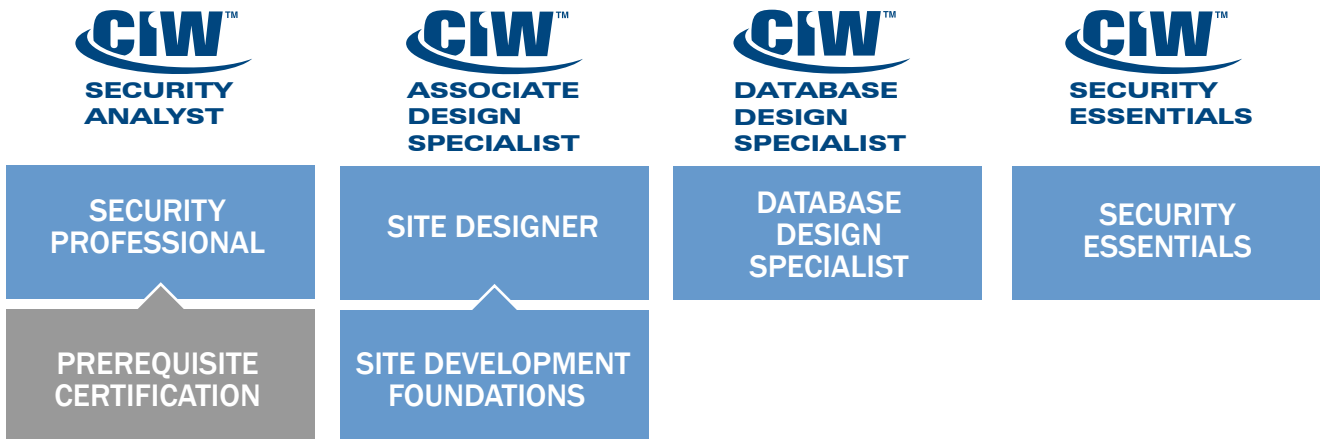 CIW™
SECURITY
ANALYST
SECURITY
PROFESSIONAL
PREREQUISITE
CERTIFICATION
CIW™
ASSOCIATE
DESIGN
SPECIALIST
SITE DESIGNER
SITE DEVELOPMENT
FOUNDATIONS
CIW™
DATABASE
DESIGN
SPECIALIST
DATABASE
DESIGN
SPECIALIST
CIW™
SECURITY
ESSENTIALS
SECURITY
ESSENTIALS